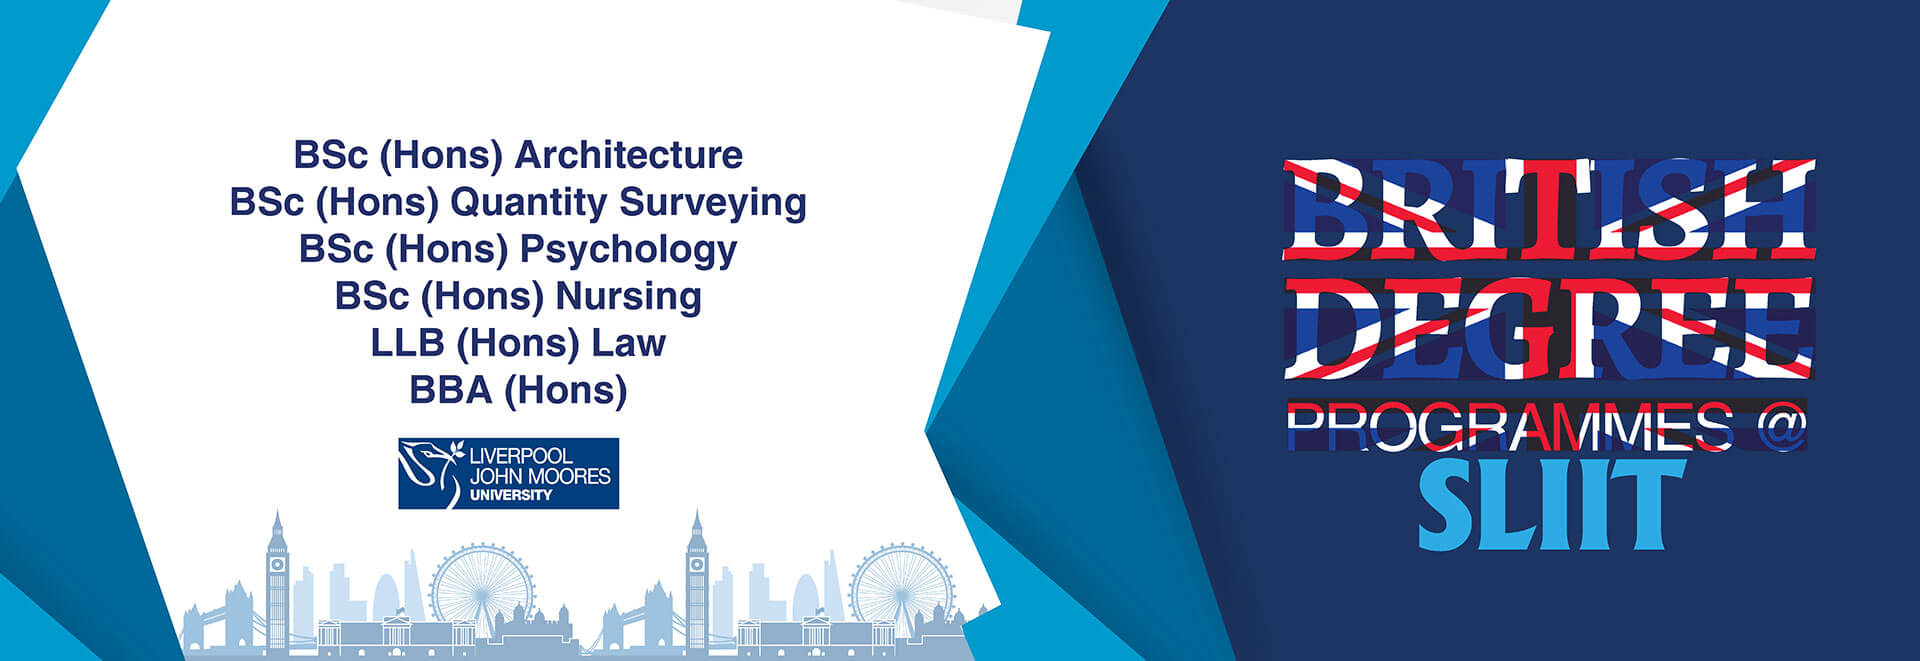 BSc (Hons) Architecture
BSc (Hons) Quantity Surveying
BSc (Hons) Psychology
BSc (Hons) Nursing
LLB (Hons) Law
BBA (Hons)
LIVERPOOL
JOHN MOORES
UNIVERSITY
BRITISH
DEGREE
PROGRAMMES @
SLIIT